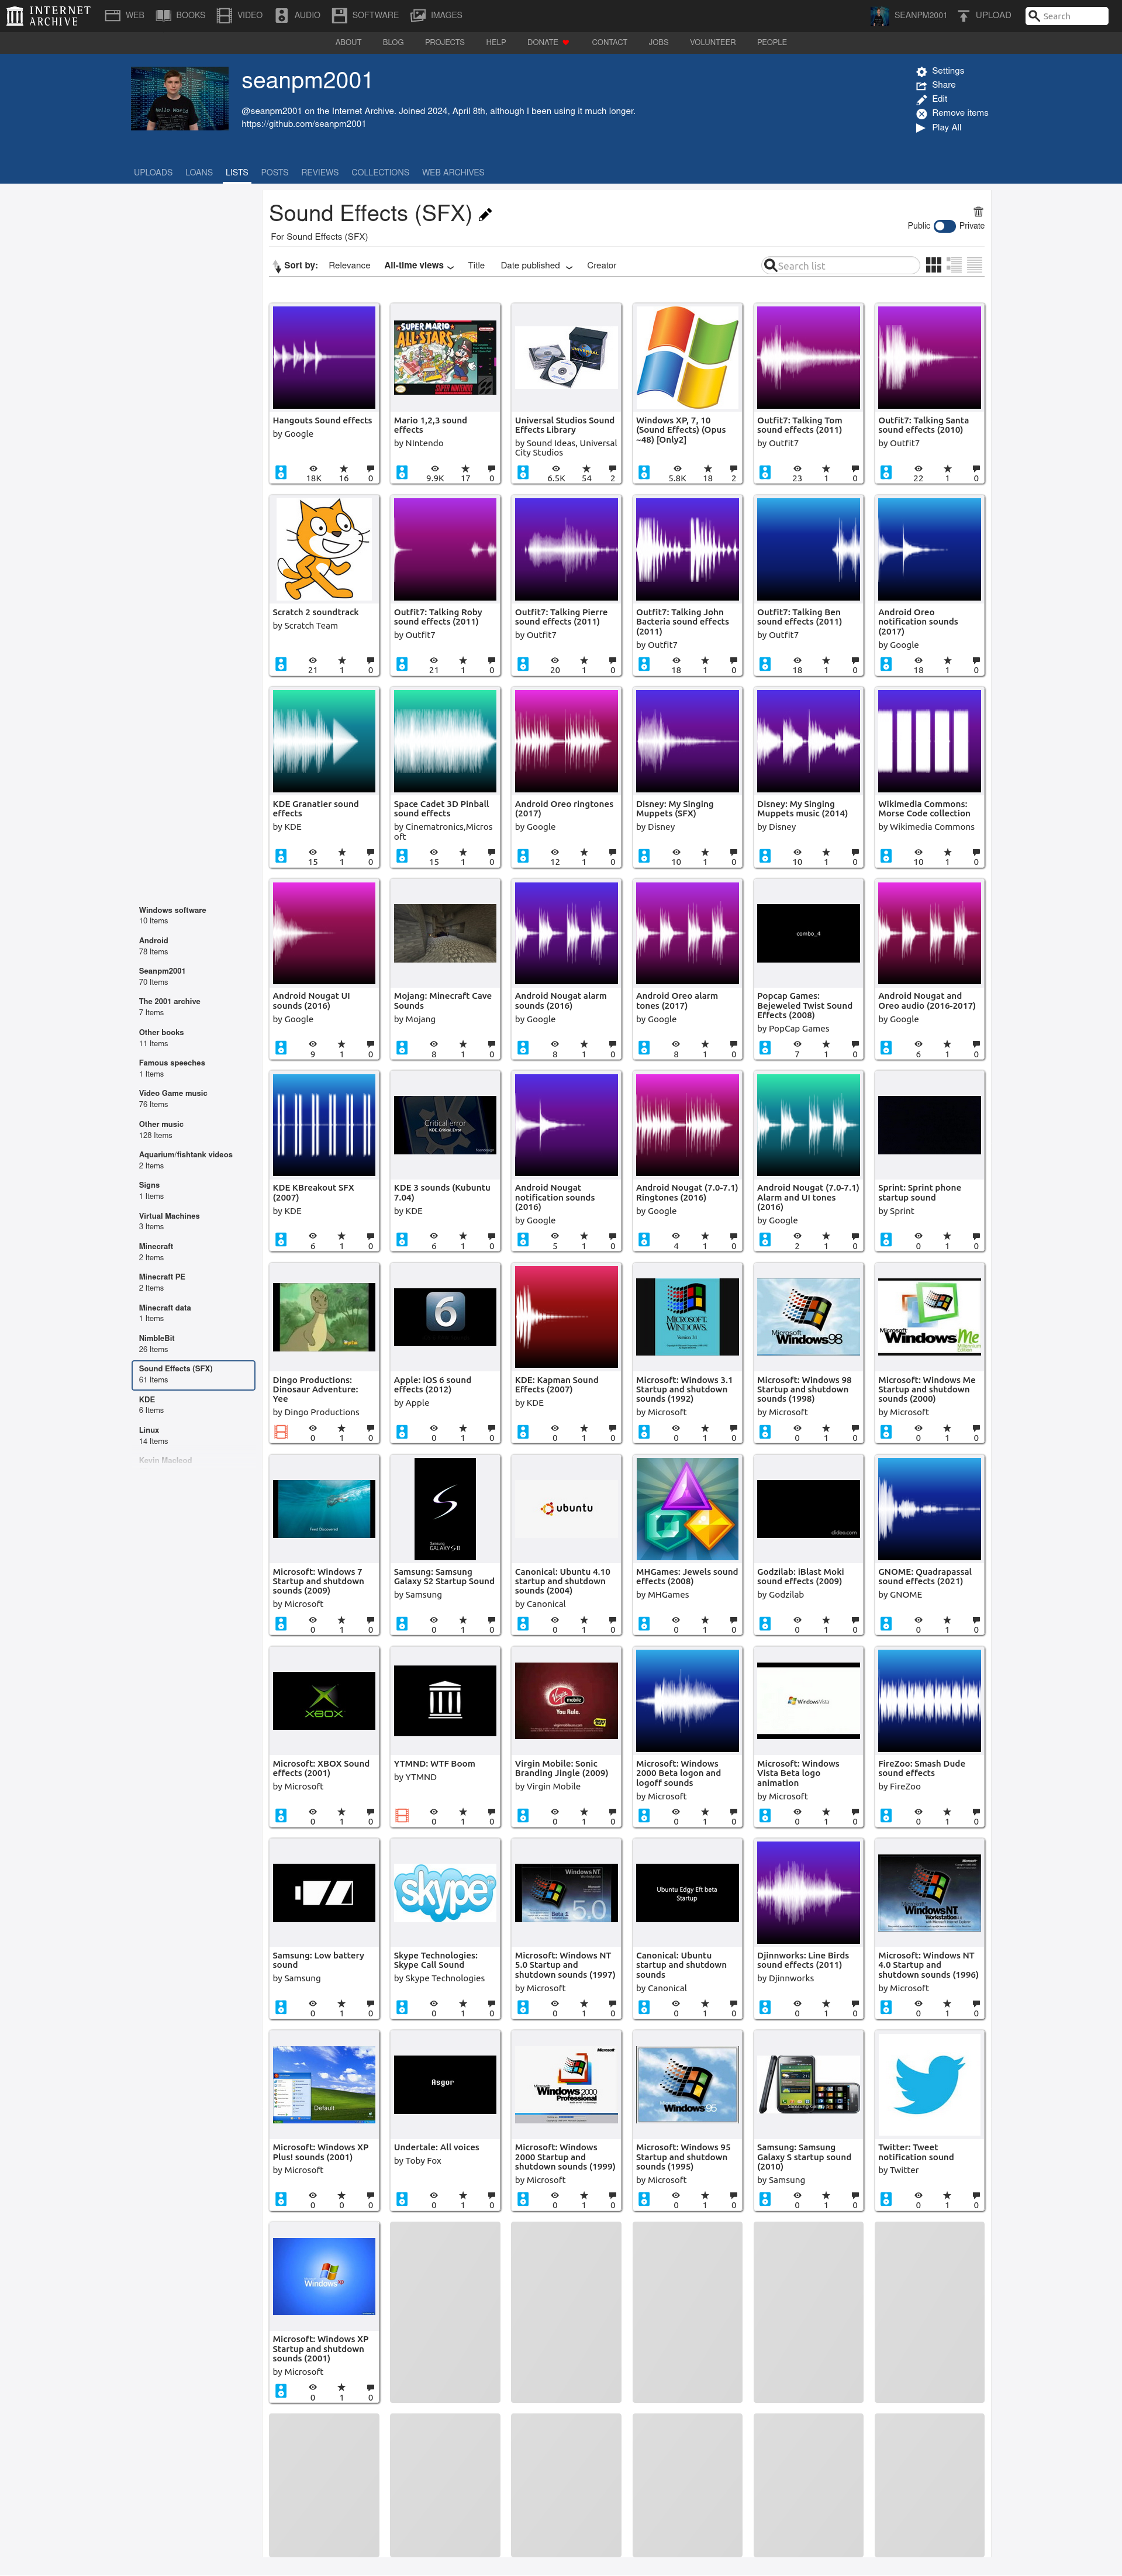 INTERNET ARCHIVE
WEB BOOKS VIDEO AUDIO SOFTWARE IMAGES SEANPM2001 UPLOAD Search
ABOUT BLOG PROJECTS HELP DONATE CONTACT JOBS VOLUNTEER PEOPLE
seanpm2001
@seanpm2001 on the Internet Archive. Joined 2024, April 8th, although I been using it much longer.
https://github.com/seanpm2001
Settings
Share
Edit
Remove items
Play All
UPLOADS LOANS LISTS POSTS REVIEWS COLLECTIONS WEB ARCHIVES
Windows software
10 Items
Android
78 Items
Seanpm2001
70 Items
The 2001 archive
7 Items
Other books
11 Items
Famous speeches
1 Items
Video Game music
76 Items
Other music
128 Items
Aquarium/fishtank videos
2 Items
Signs
1 Items
Virtual Machines
3 Items
Minecraft
2 Items
Minecraft PE
2 Items
Minecraft data
1 Items
NimbleBit
26 Items
Sound Effects (SFX)
61 Items
KDE
6 Items
Linux
14 Items
Kevin Macleod
Sound Effects (SFX)
For Sound Effects (SFX)
Public Private
Sort by: Relevance All-time views Title Date published Creator
Search list
Hangouts Sound effects
by Google
18K 16 0
Mario 1,2,3 sound
effects
by NIntendo
9.9K 17 0
Universal Studios Sound
Effects Library
by Sound Ideas, Universal
City Studios
6.5K 54 2
Windows XP, 7, 10
(Sound Effects) (Opus
~48) [Only2]
5.8K 18 2
Outfit7: Talking Tom
sound effects (2011)
by Outfit7
23 1 0
Outfit7: Talking Santa
sound effects (2010)
by Outfit7
22 1 0
Scratch 2 soundtrack
by Scratch Team
21 1 0
Outfit7: Talking Roby
sound effects (2011)
by Outfit7
21 1 0
Outfit7: Talking Pierre
sound effects (2011)
by Outfit7
20 1 0
Outfit7: Talking John
Bacteria sound effects
(2011)
by Outfit7
18 1 0
Outfit7: Talking Ben
sound effects (2011)
by Outfit7
18 1 0
Android Oreo
notification sounds
(2017)
by Google
18 1 0
KDE Granatier sound
effects
by KDE
15 1 0
Space Cadet 3D Pinball
sound effects
by Cinematronics,Micros
oft
15 1 0
Android Oreo ringtones
(2017)
by Google
12 1 0
Disney: My Singing
Muppets (SFX)
by Disney
10 1 0
Disney: My Singing
Muppets music (2014)
by Disney
10 1 0
Wikimedia Commons:
Morse Code collection
by Wikimedia Commons
10 1 0
Android Nougat UI
sounds (2016)
by Google
9 1 0
Mojang: Minecraft Cave
Sounds
by Mojang
8 1 0
Android Nougat alarm
sounds (2016)
by Google
8 1 0
Android Oreo alarm
tones (2017)
by Google
8 1 0
combo_4
Popcap Games:
Bejeweled Twist Sound
Effects (2008)
by PopCap Games
7 1 0
Android Nougat and
Oreo audio (2016-2017)
by Google
6 1 0
KDE KBreakout SFX
(2007)
by KDE
6 1 0
Critical error
KDE 3 sounds (Kubuntu
7.04)
by KDE
6 1 0
Android Nougat
notification sounds
(2016)
by Google
5 1 0
Android Nougat (7.0-7.1)
Ringtones (2016)
by Google
4 1 0
Android Nougat (7.0-7.1)
Alarm and UI tones
(2016)
by Google
2 1 0
Sprint: Sprint phone
startup sound
by Sprint
0 1 0
Dingo Productions:
Dinosaur Adventure:
Yee
by Dingo Productions
0 1 0
6
Apple: iOS 6 sound
effects (2012)
by Apple
0 1 0
KDE: Kapman Sound
Effects (2007)
by KDE
0 1 0
Microsoft: Windows 3.1
Startup and shutdown
sounds (1992)
by Microsoft
0 1 0
Microsoft: Windows 98
Startup and shutdown
sounds (1998)
by Microsoft
0 1 0
Microsoft: Windows Me
Startup and shutdown
sounds (2000)
by Microsoft
0 1 0
Microsoft: Windows 7
Startup and shutdown
sounds (2009)
by Microsoft
0 1 0
Samsung: Samsung
Galaxy S2 Startup Sound
by Samsung
0 1 0
ubuntu
Canonical: Ubuntu 4.10
startup and shutdown
sounds (2004)
by Canonical
0 1 0
MHGames: Jewels sound
effects (2008)
by MHGames
0 1 0
clideo.com
Godzilab: iBlast Moki
sound effects (2009)
by Godzilab
0 1 0
GNOME: Quadrapassal
sound effects (2021)
by GNOME
0 1 0
XBOX
Microsoft: XBOX Sound
effects (2001)
by Microsoft
0 1 0
YTMND: WTF Boom
by YTMND
0 1 0
You Rule.
Virgin Mobile: Sonic
Branding Jingle (2009)
by Virgin Mobile
0 1 0
Microsoft: Windows
2000 Beta logon and
logoff sounds
by Microsoft
0 1 0
Windows Vista
Microsoft: Windows
Vista Beta logo
animation
by Microsoft
0 1 0
FireZoo: Smash Dude
sound effects
by FireZoo
0 1 0
Samsung: Low battery
sound
by Samsung
0 1 0
skype
Skype Technologies:
Skype Call Sound
by Skype Technologies
0 1 0
Microsoft: Windows NT
5.0 Startup and
shutdown sounds (1997)
by Microsoft
0 1 0
Ubuntu Edgy Eft beta
Startup
Canonical: Ubuntu
startup and shutdown
sounds
by Canonical
0 1 0
Djinnworks: Line Birds
sound effects (2011)
by Djinnworks
0 1 0
Microsoft: Windows NT
4.0 Startup and
shutdown sounds (1996)
by Microsoft
0 1 0
Default
Microsoft: Windows XP
Plus! sounds (2001)
by Microsoft
0 0 0
Asgor
Undertale: All voices
by Toby Fox
0 1 0
Microsoft: Windows
2000 Startup and
shutdown sounds (1999)
by Microsoft
0 1 0
Microsoft: Windows 95
Startup and shutdown
sounds (1995)
by Microsoft
0 1 0
Samsung: Samsung
Galaxy S startup sound
(2010)
by Samsung
0 1 0
Twitter: Tweet
notification sound
by Twitter
0 1 0
Microsoft: Windows XP
Startup and shutdown
sounds (2001)
by Microsoft
0 1 0